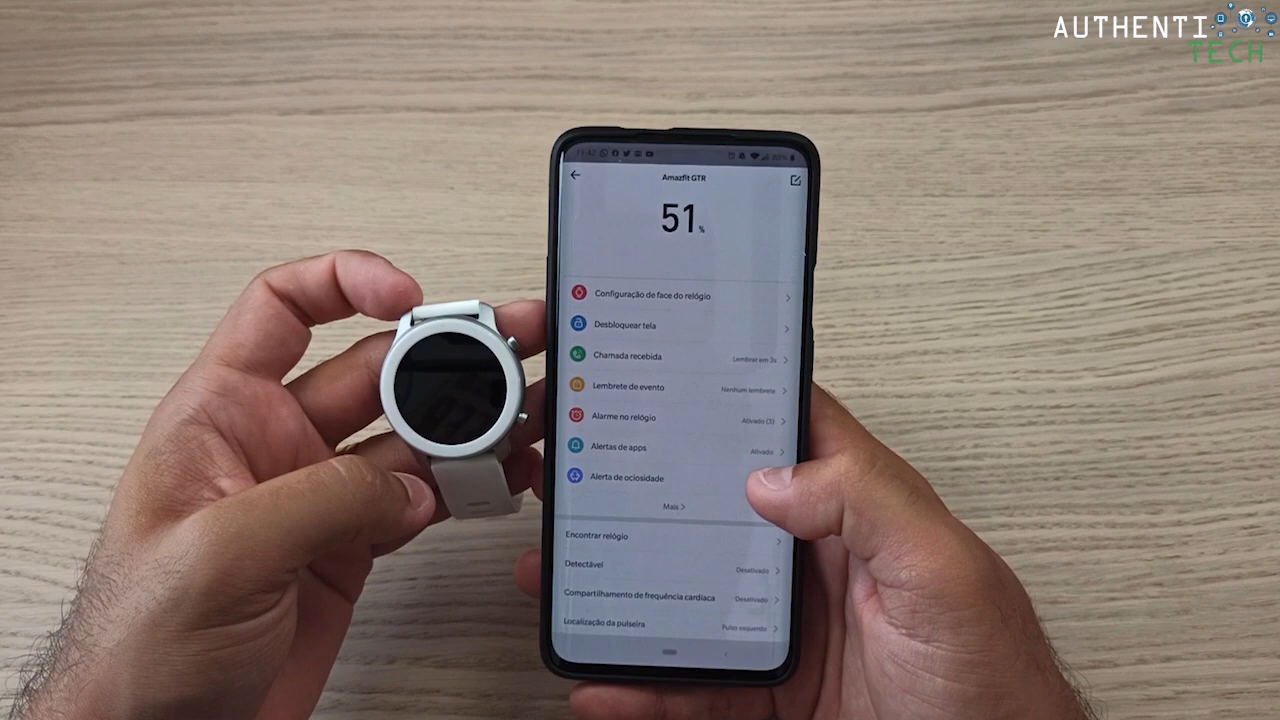 AUTHENTI
TECH
11:42
Amazfit GTR
51 %
Configuração de face do relógio
Desbloquear tela
Chamada recebida Lembrar em 3s
Lembrete de evento Nenhum lembrete
Alarme no relógio Ativado (3)
Alertas de apps Ativado
Alerta de ociosidade
Mais
Encontrar relógio
Detectável Desativado
Compartilhamento de frequência cardíaca Desativado
Localização da pulseira Pulso esquerdo